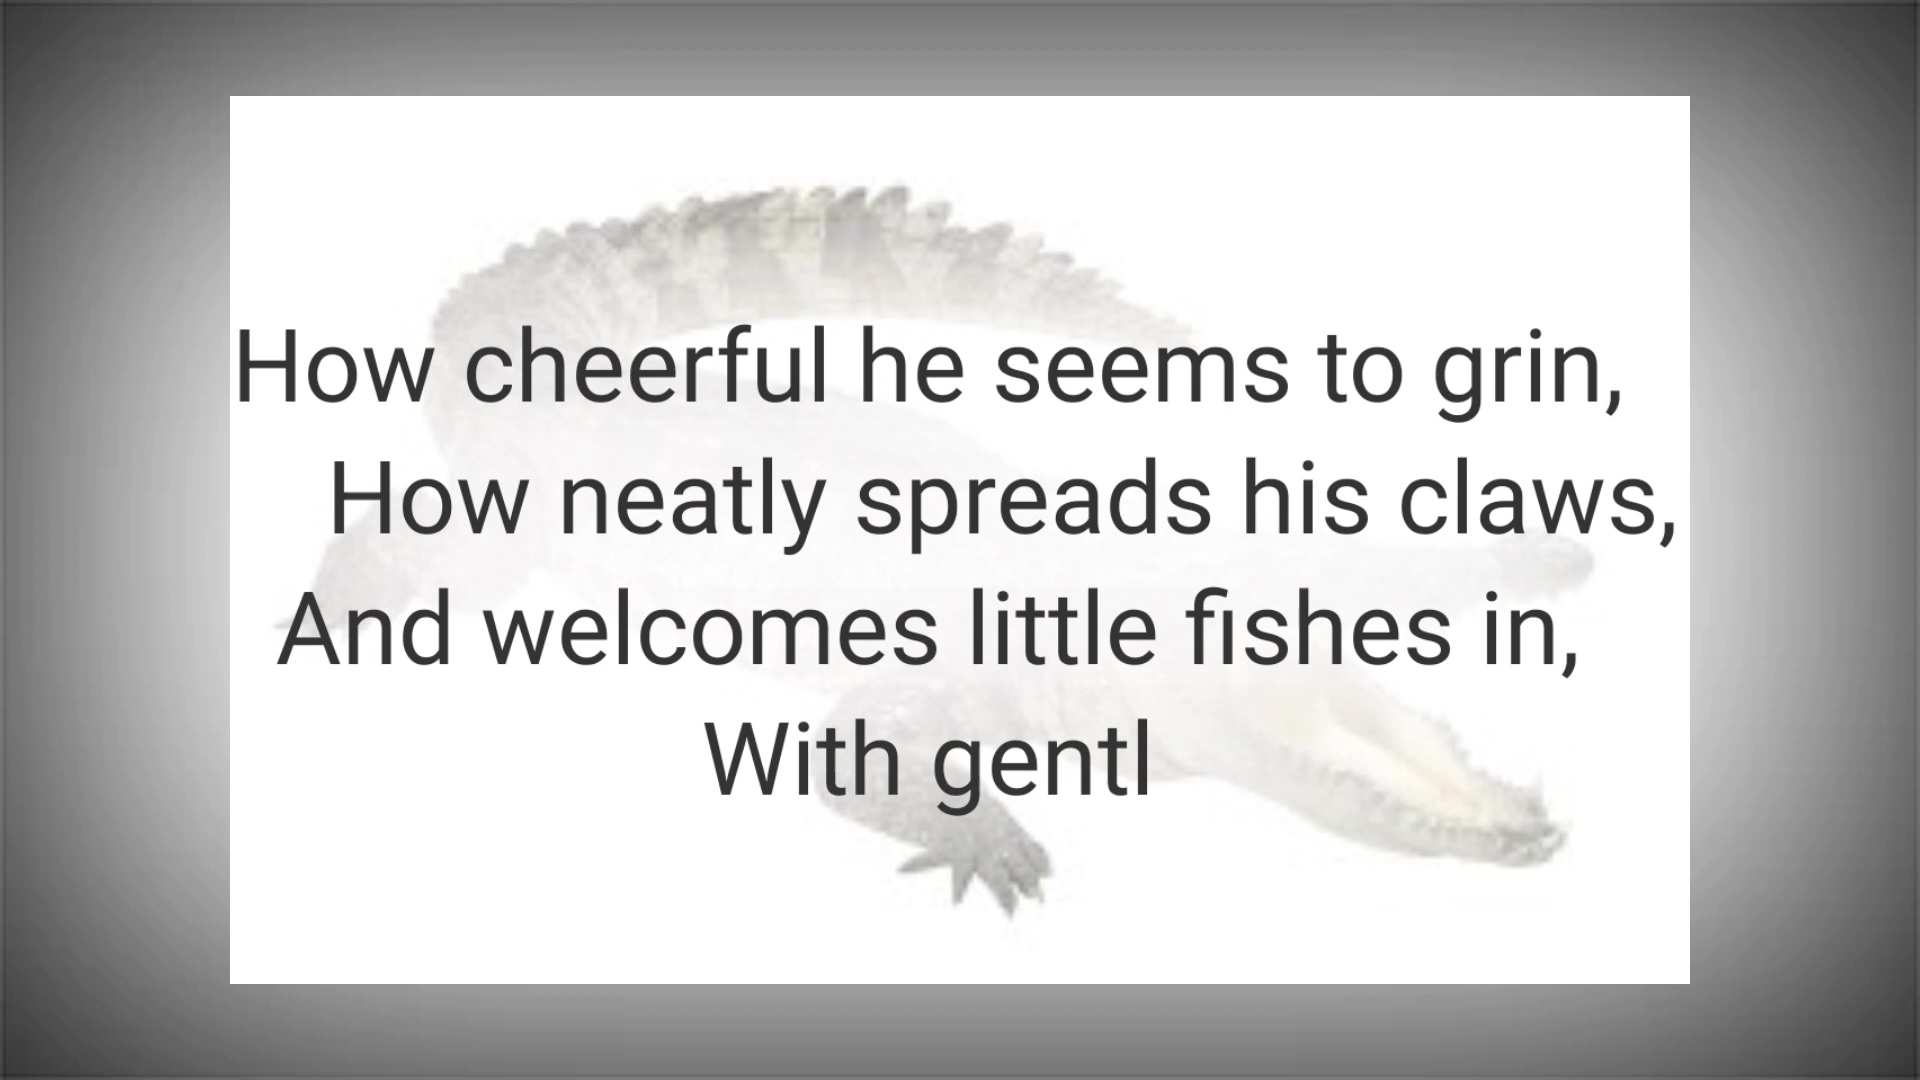 How cheerful he seems to grin,
How neatly spreads his claws,
And welcomes little fishes in,
With gentl